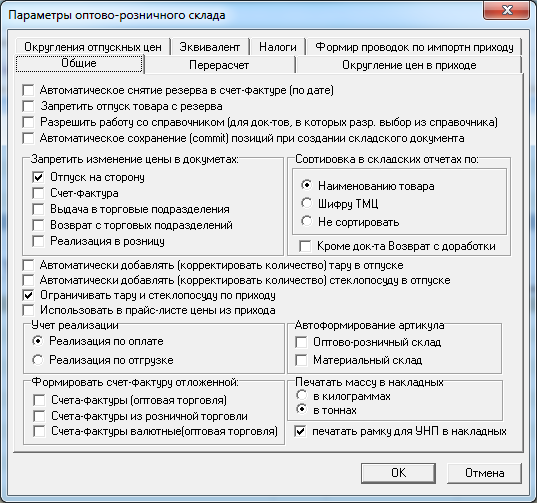 Параметры оптово-розничного склада
Округления отпускных цен
Эквивалент
Налоги
Формир проводок по импортн приходу
Общие
Перерасчет
Округление цен в приходе
Автоматическое снятие резерва в счет-фактуре (по дате)
Запретить отпуск товара с резерва
Разрешить работу со справочником (для док-тов, в которых разр. выбор из справочника)
Автоматическое сохранение (commit) позиций при создании складского документа
Запретить изменение цены в докуметах:
Отпуск на сторону
Счет-фактура
Выдача в торговые подразделения
Возврат с торговых подразделений
Реализация в розницу
Сортировка в складских отчетах по:
Наименованию товара
Шифру ТМЦ
Не сортировать
Кроме док-та Возврат с доработки
Автоматически добавлять (корректировать количество) тару в отпуске
Автоматически добавлять (корректировать количество) стеклопосуду в отпуске
Ограничивать тару и стеклопосуду по приходу
Использовать в прайс-листе цены из прихода
Учет реализации
Реализация по оплате
Реализация по отгрузке
Автоформирование артикула
Оптово-розничный склад
Материальный склад
Формировать счет-фактуру отложенной:
Счета-фактуры (оптовая торговля)
Счета-фактуры из розничной торговли
Счета-фактуры валютные(оптовая торговля)
Печатать массу в накладных
в килограммах
в тоннах
печатать рамку для УНП в накладных
OK
Отмена